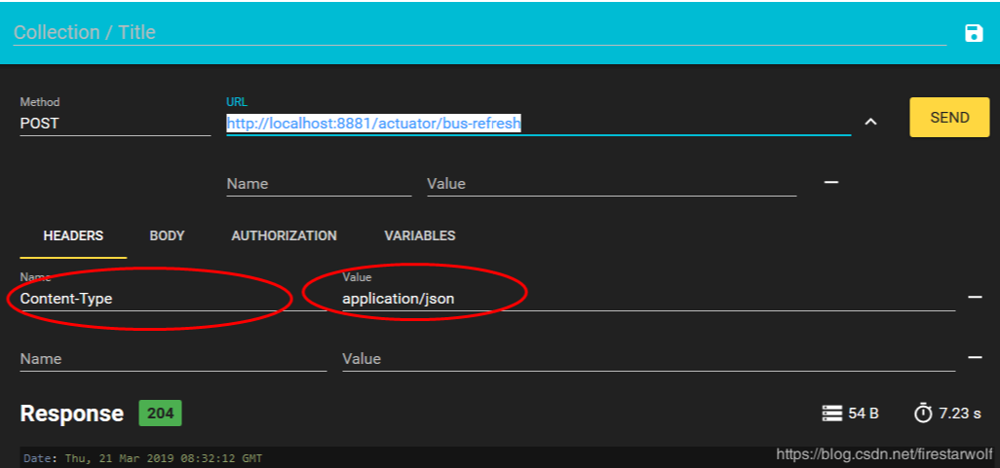 Collection / Title
Method
URL
POST
http://localhost:8881/actuator/bus-refresh
SEND
Name
Value
HEADERS
BODY
AUTHORIZATION
VARIABLES
Name
Value
Content-Type
application/json
Name
Value
Response
204
54 B
7.23 s
Date: Thu, 21 Mar 2019 08:32:12 GMT
https://blog.csdn.net/firestarwolf